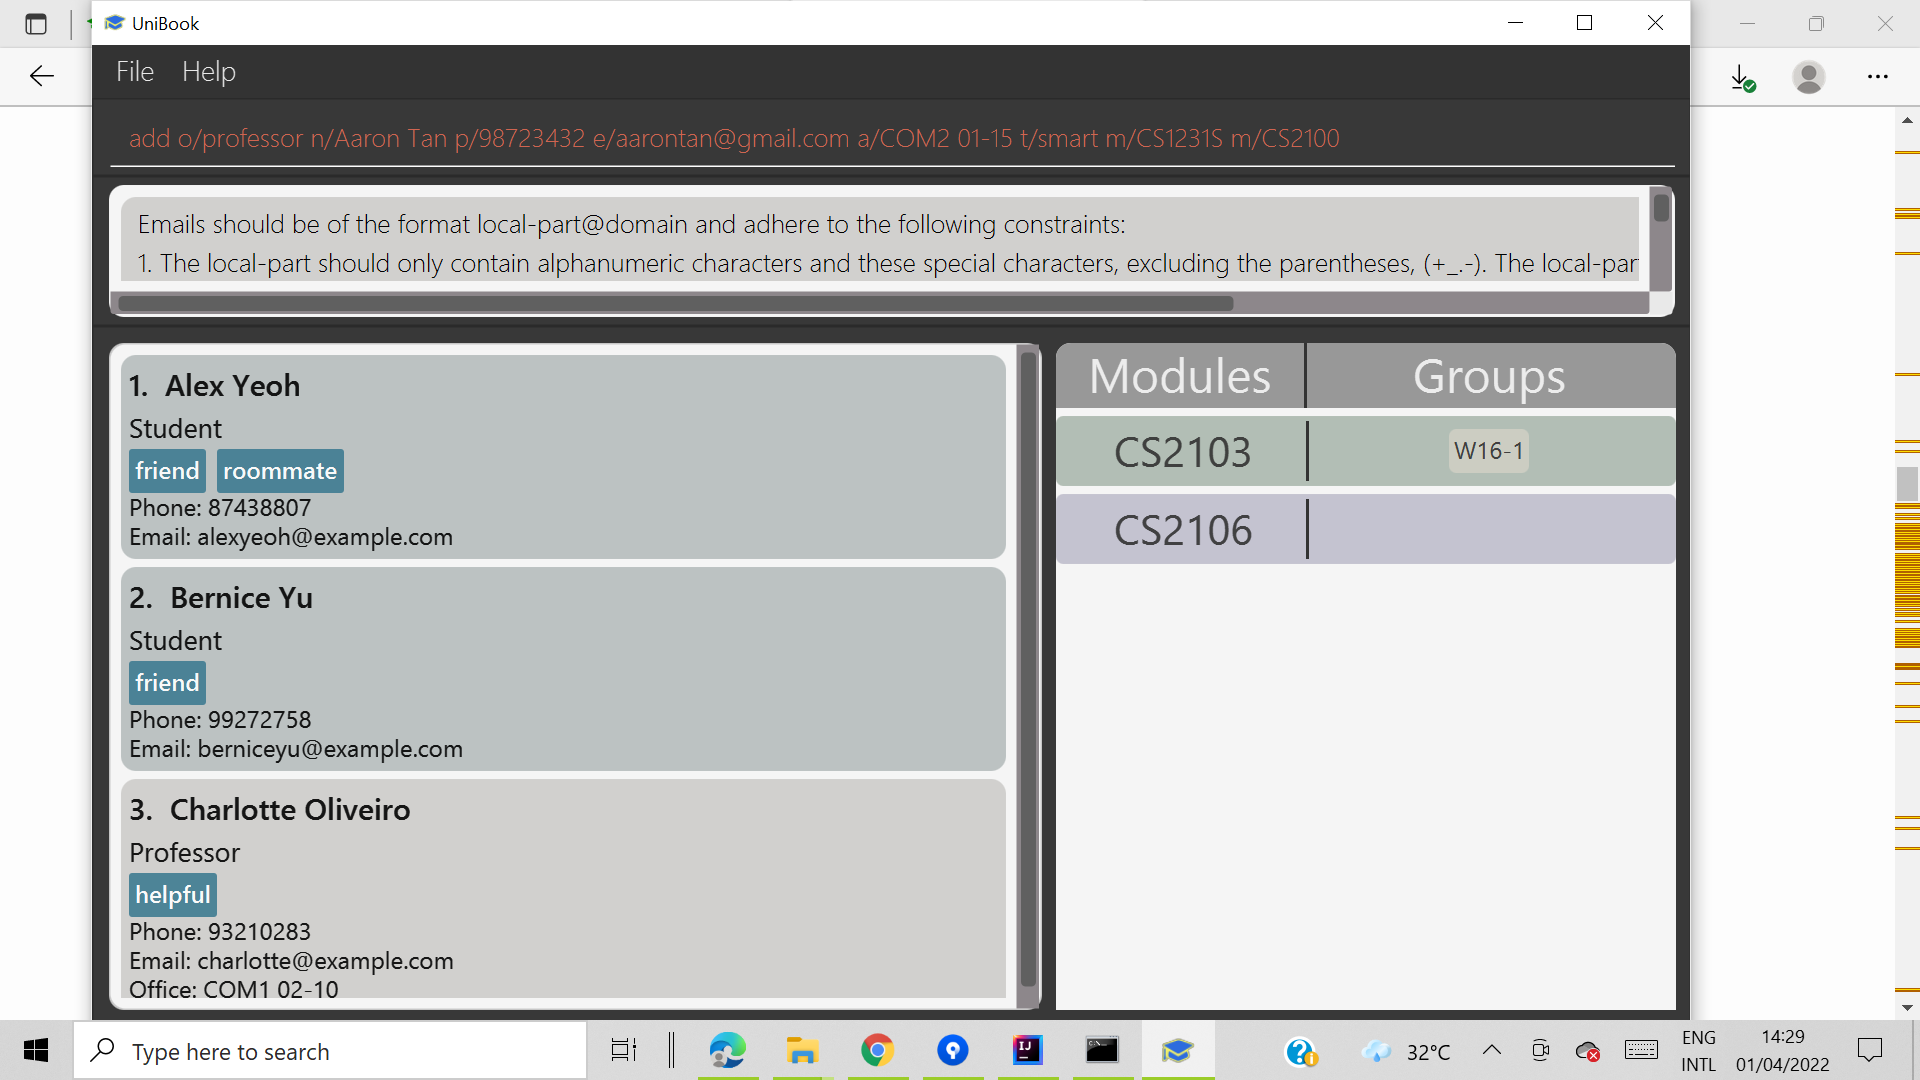 UniBook
File Help
add o/professor n/Aaron Tan p/98723432 e/aarontan@gmail.com a/COM2 01-15 t/smart m/CS1231S m/CS2100
Emails should be of the format local-part@domain and adhere to the following constraints:
1. The local-part should only contain alphanumeric characters and these special characters, excluding the parentheses, (+_.-). The local-par
1. Alex Yeoh
Student
friend roommate
Phone: 87438807
Email: alexyeoh@example.com
2. Bernice Yu
Student
friend
Phone: 99272758
Email: berniceyu@example.com
3. Charlotte Oliveiro
Professor
helpful
Phone: 93210283
Email: charlotte@example.com
Office: COM1 02-10
Modules Groups
CS2103 W16-1
CS2106
Type here to search
IJ
32°C
ENG
INTL
14:29
01/04/2022